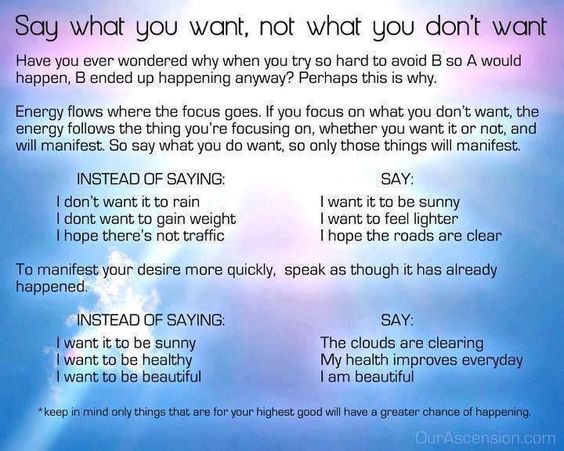 Say what you want, not what you don't want
Have you ever wondered why when you try so hard to avoid B so A would
happen, B ended up happening anyway? Perhaps this is why.
Energy flows where the focus goes. If you focus on what you don't want, the
energy follows the thing you're focusing on, whether you want it or not, and
will manifest. So say what you do want, so only those things will manifest.
INSTEAD OF SAYING:
I don't want it to rain
I dont want to gain weight
I hope there's not traffic
SAY:
I want it to be sunny
I want to feel lighter
I hope the roads are clear
To manifest your desire more quickly, speak as though it has already
happened.
INSTEAD OF SAYING:
I want it to be sunny
I want to be healthy
I want to be beautiful
SAY:
The clouds are clearing
My health improves everyday
I am beautiful
*keep in mind only things that are for your highest good will have a greater chance of happening.
OurAscension.com